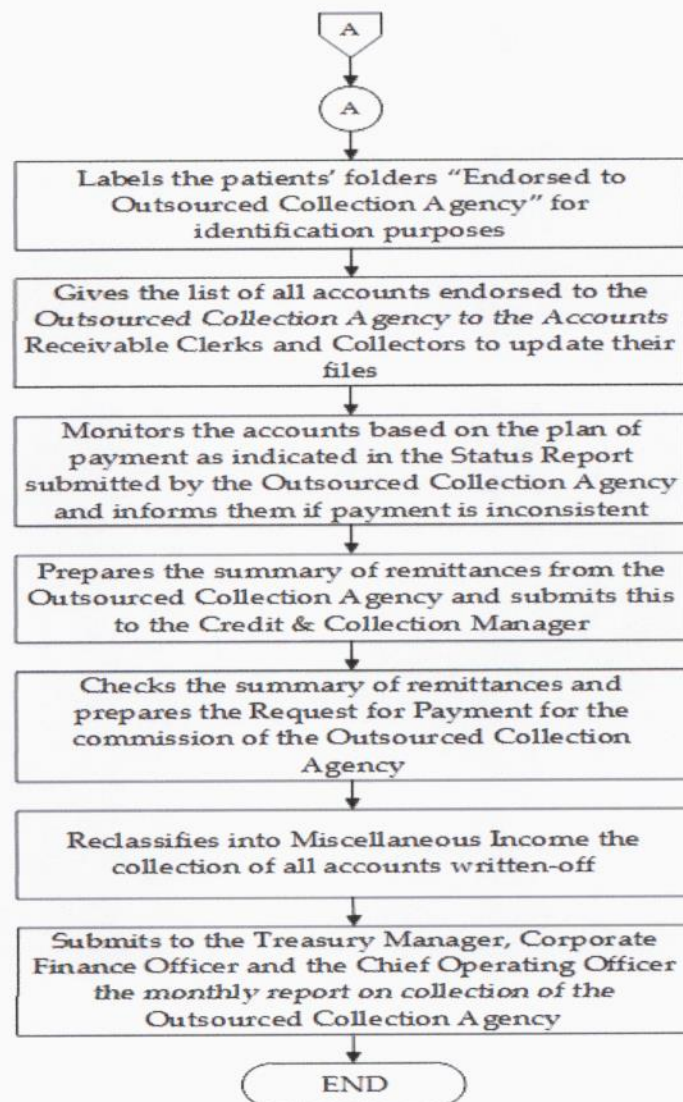 A
A
Labels the patients' folders “Endorsed to
Outsourced Collection Agency” for
identification purposes
Gives the list of all accounts endorsed to the
Outsourced Collection Agency to the Accounts
Receivable Clerks and Collectors to update their
files
Monitors the accounts based on the plan of
payment as indicated in the Status Report
submitted by the Outsourced Collection Agency
and informs them if payment is inconsistent
Prepares the summary of remittances from the
Outsourced Collection Agency and submits this
to the Credit & Collection Manager
Checks the summary of remittances and
prepares the Request for Payment for the
commission of the Outsourced Collection
Agency
Reclassifies into Miscellaneous Income the
collection of all accounts written-off
Submits to the Treasury Manager, Corporate
Finance Officer and the Chief Operating Officer
the monthly report on collection of the
Outsourced Collection Agency
END